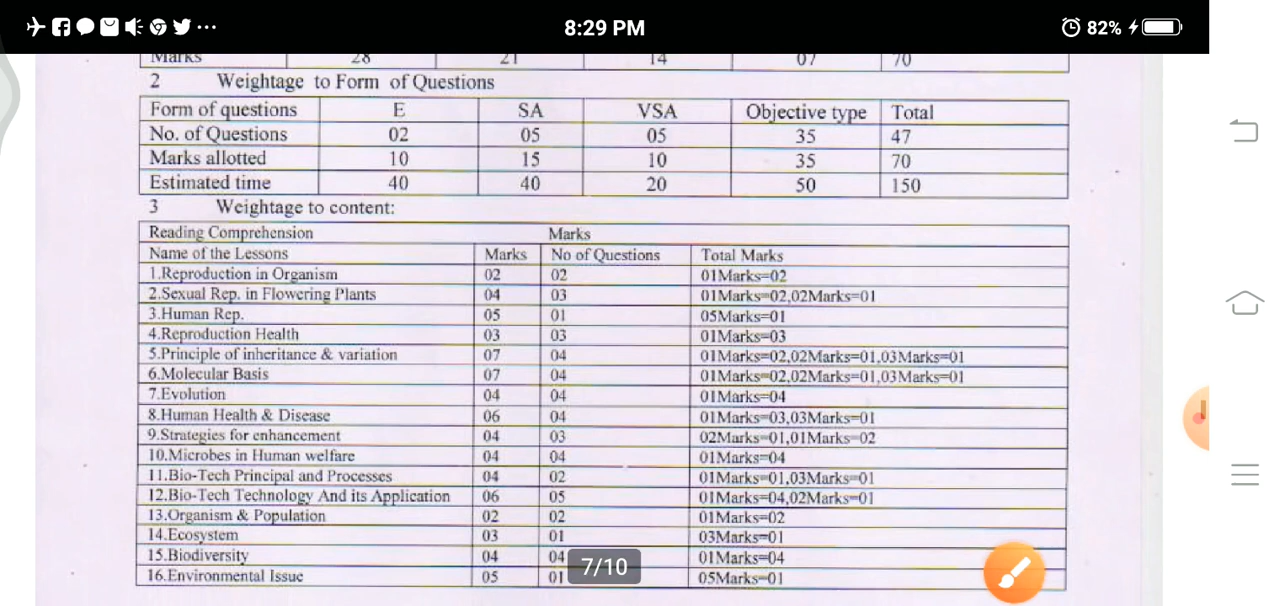 8:29 PM
82%
Marks 28 21 14 07 70
2 Weightage to Form of Questions
Form of questions E SA VSA Objective type Total
No. of Questions 02 05 05 35 47
Marks allotted 10 15 10 35 70
Estimated time 40 40 20 50 150
3 Weightage to content:
Reading Comprehension Marks
Name of the Lessons Marks No of Questions Total Marks
1.Reproduction in Organism 02 02 01Marks=02
2.Sexual Rep. in Flowering Plants 04 03 01Marks=02,02Marks=01
3.Human Rep. 05 01 05Marks=01
4.Reproduction Health 03 03 01Marks=03
5.Principle of inheritance & variation 07 04 01Marks=02,02Marks=01,03Marks=01
6.Molecular Basis 07 04 01Marks=02,02Marks=01,03Marks=01
7.Evolution 04 04 01Marks=04
8.Human Health & Disease 06 04 01Marks=03,03Marks=01
9.Strategies for enhancement 04 03 02Marks=01,01Marks=02
10.Microbes in Human welfare 04 04 01Marks=04
11.Bio-Tech Principal and Processes 04 02 01Marks=01,03Marks=01
12.Bio-Tech Technology And its Application 06 05 01Marks=04,02Marks=01
13.Organism & Population 02 02 01Marks=02
14.Ecosystem 03 01 03Marks=01
15.Biodiversity 04 04 01Marks=04
16.Environmental Issue 05 01 05Marks=01
7/10